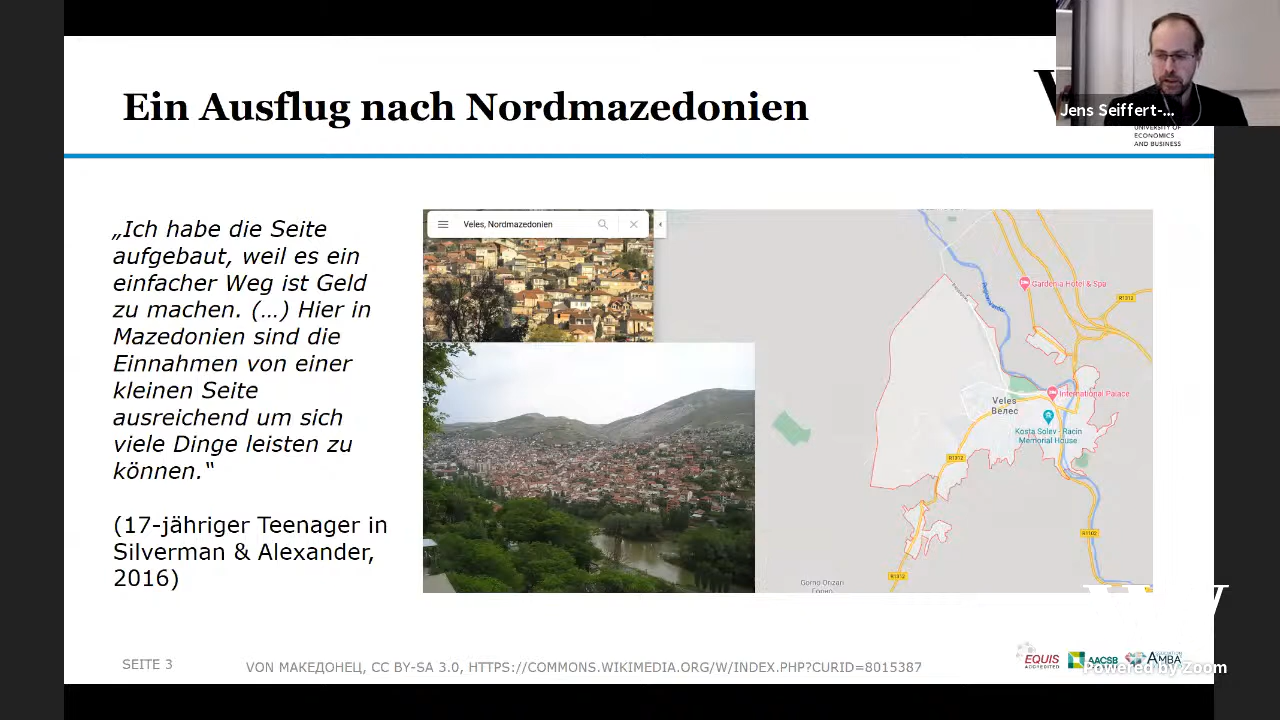 Ein Ausflug nach Nordmazedonien
Jens Seiffert-...
UNIVERSITY OF
ECONOMICS
AND BUSINESS
„Ich habe die Seite
aufgebaut, weil es ein
einfacher Weg ist Geld
zu machen. (…) Hier in
Mazedonien sind die
Einnahmen von einer
kleinen Seite
ausreichend um sich
viele Dinge leisten zu
können.“
(17-jähriger Teenager in
Silverman & Alexander,
2016)
Veles, Nordmazedonien
Gardenia Hotel & Spa
R1312
International Palace
Veles
Велес
Kosta Solev - Racin
Memorial House
R1312
R1102
R1312
Gorno Orizari
SEITE 3
VON МАКЕДОНЕЦ, CC BY-SA 3.0, HTTPS://COMMONS.WIKIMEDIA.ORG/W/INDEX.PHP?CURID=8015387
EQUIS
ACCREDITED
AACSB
AMBA
Powered by Zoom